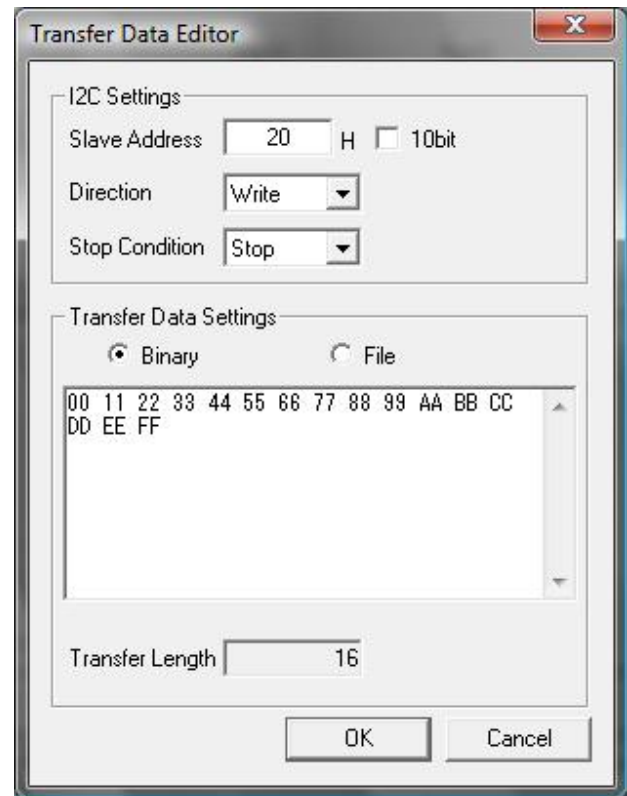 Transfer Data Editor
I2C Settings
Slave Address 20 H 10bit
Direction Write
Stop Condition Stop
Transfer Data Settings
Binary File
00 11 22 33 44 55 66 77 88 99 AA BB CC
DD EE FF
Transfer Length 16
OK Cancel